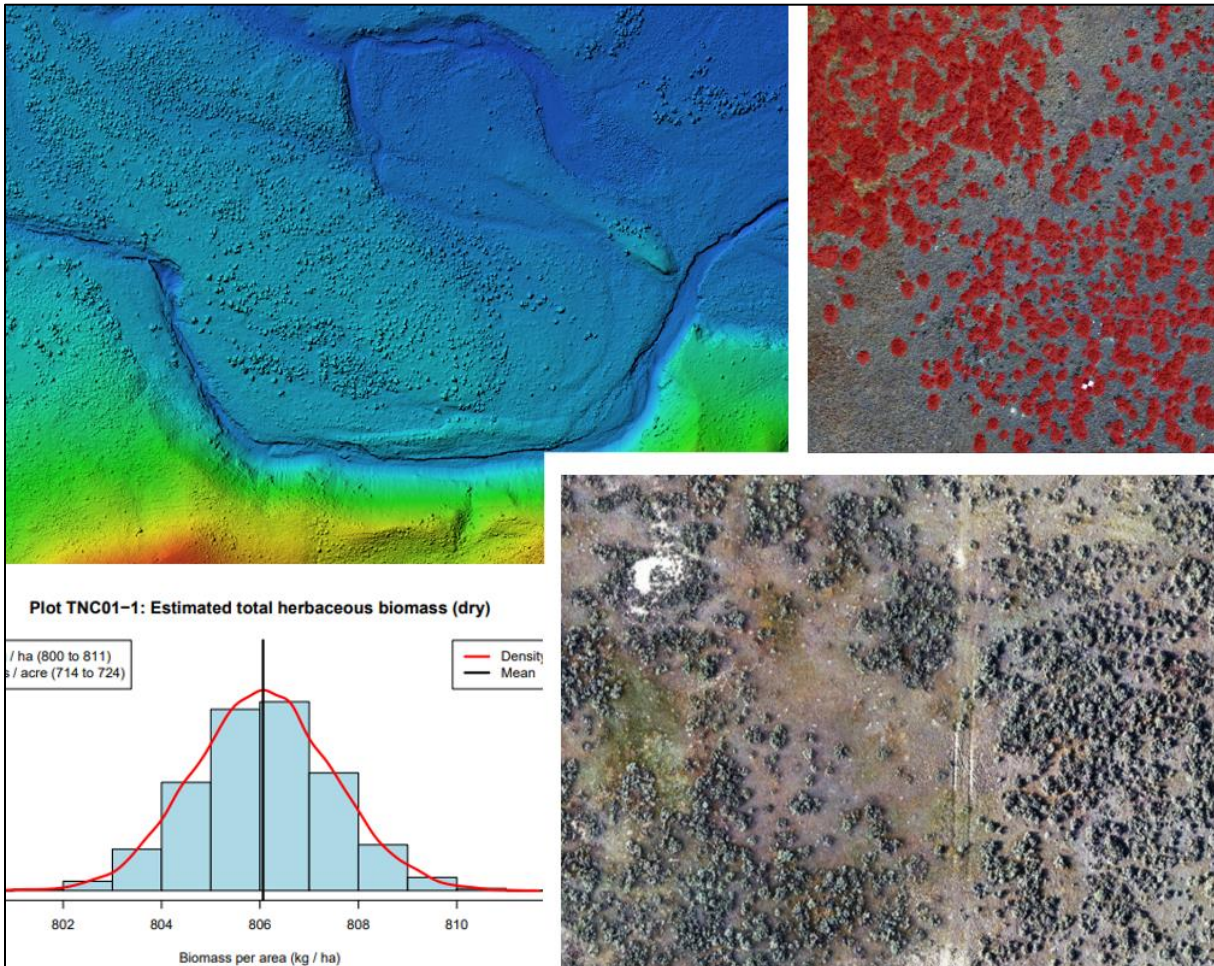 Plot TNC01−1: Estimated total herbaceous biomass (dry)
/ ha (800 to 811)
/ acre (714 to 724)
Density
Mean
802 804 806 808 810
Biomass per area (kg / ha)